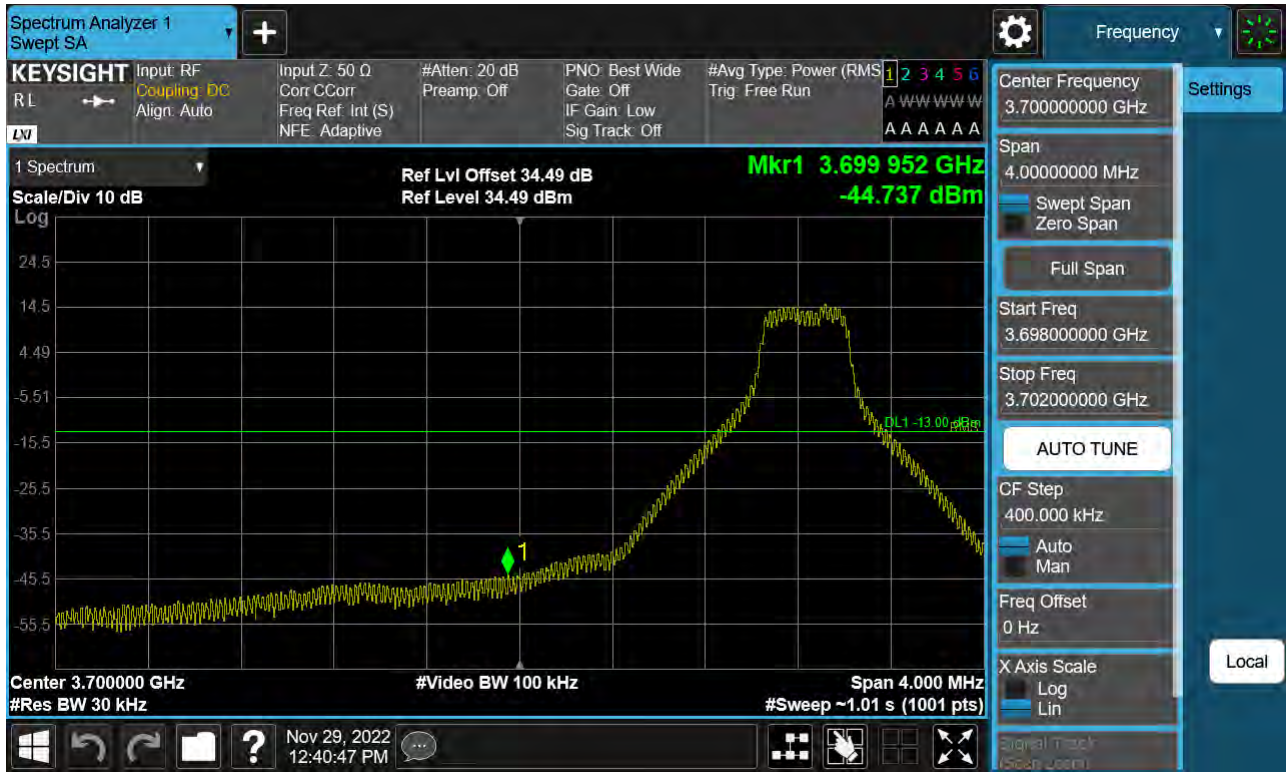 Spectrum Analyzer 1
Swept SA
+
Frequency
KEYSIGHT
RL
LXI
Input: RF
Coupling: DC
Align: Auto
Input Z: 50 Ω
Corr CCorr
Freq Ref: Int (S)
NFE: Adaptive
#Atten: 20 dB
Preamp: Off
PNO: Best Wide
Gate: Off
IF Gain: Low
Sig Track: Off
#Avg Type: Power (RMS
Trig: Free Run
1 2 3 4 5 6
A W W W W W
A A A A A A
1 Spectrum
Scale/Div 10 dB
Log
Ref Lvl Offset 34.49 dB
Ref Level 34.49 dBm
Mkr1 3.699 952 GHz
-44.737 dBm
24.5
14.5
4.49
-5.51
-15.5
-25.5
-35.5
-45.5
-55.5
1
DL1 -13.00 dBm
RMS
Center 3.700000 GHz
#Res BW 30 kHz
#Video BW 100 kHz
Span 4.000 MHz
#Sweep ~1.01 s (1001 pts)
Center Frequency
3.700000000 GHz
Settings
Span
4.00000000 MHz
Swept Span
Zero Span
Full Span
Start Freq
3.698000000 GHz
Stop Freq
3.702000000 GHz
AUTO TUNE
CF Step
400.000 kHz
Auto
Man
Freq Offset
0 Hz
X Axis Scale
Log
Lin
Signal Track
(Span Zoom)
Local
?
Nov 29, 2022
12:40:47 PM